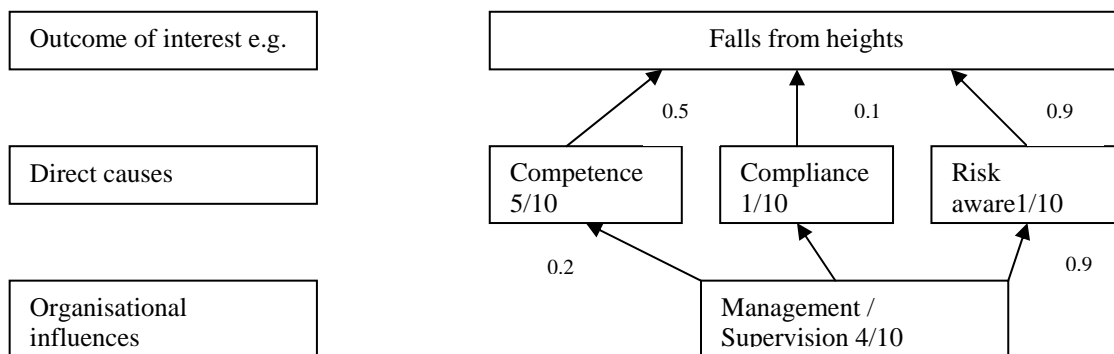 Outcome of interest e.g.
Falls from heights
0.5
0.1
0.9
Direct causes
Competence
5/10
Compliance
1/10
Risk
aware1/10
0.2
0.9
Organisational
influences
Management /
Supervision 4/10